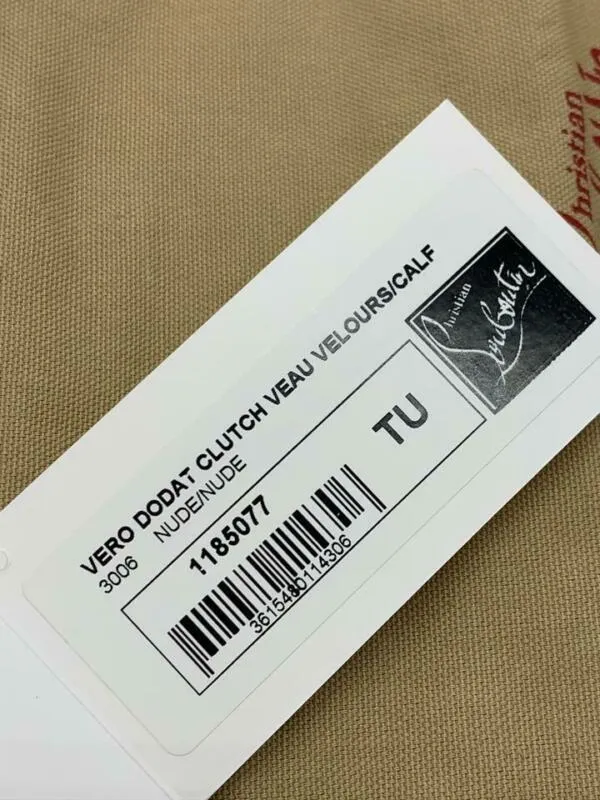 VERO DODAT CLUTCH VEAU VELOURS/CALF
3006 NUDE/NUDE
1185077
TU
3615480114306
Christian
Louboutin
Christian